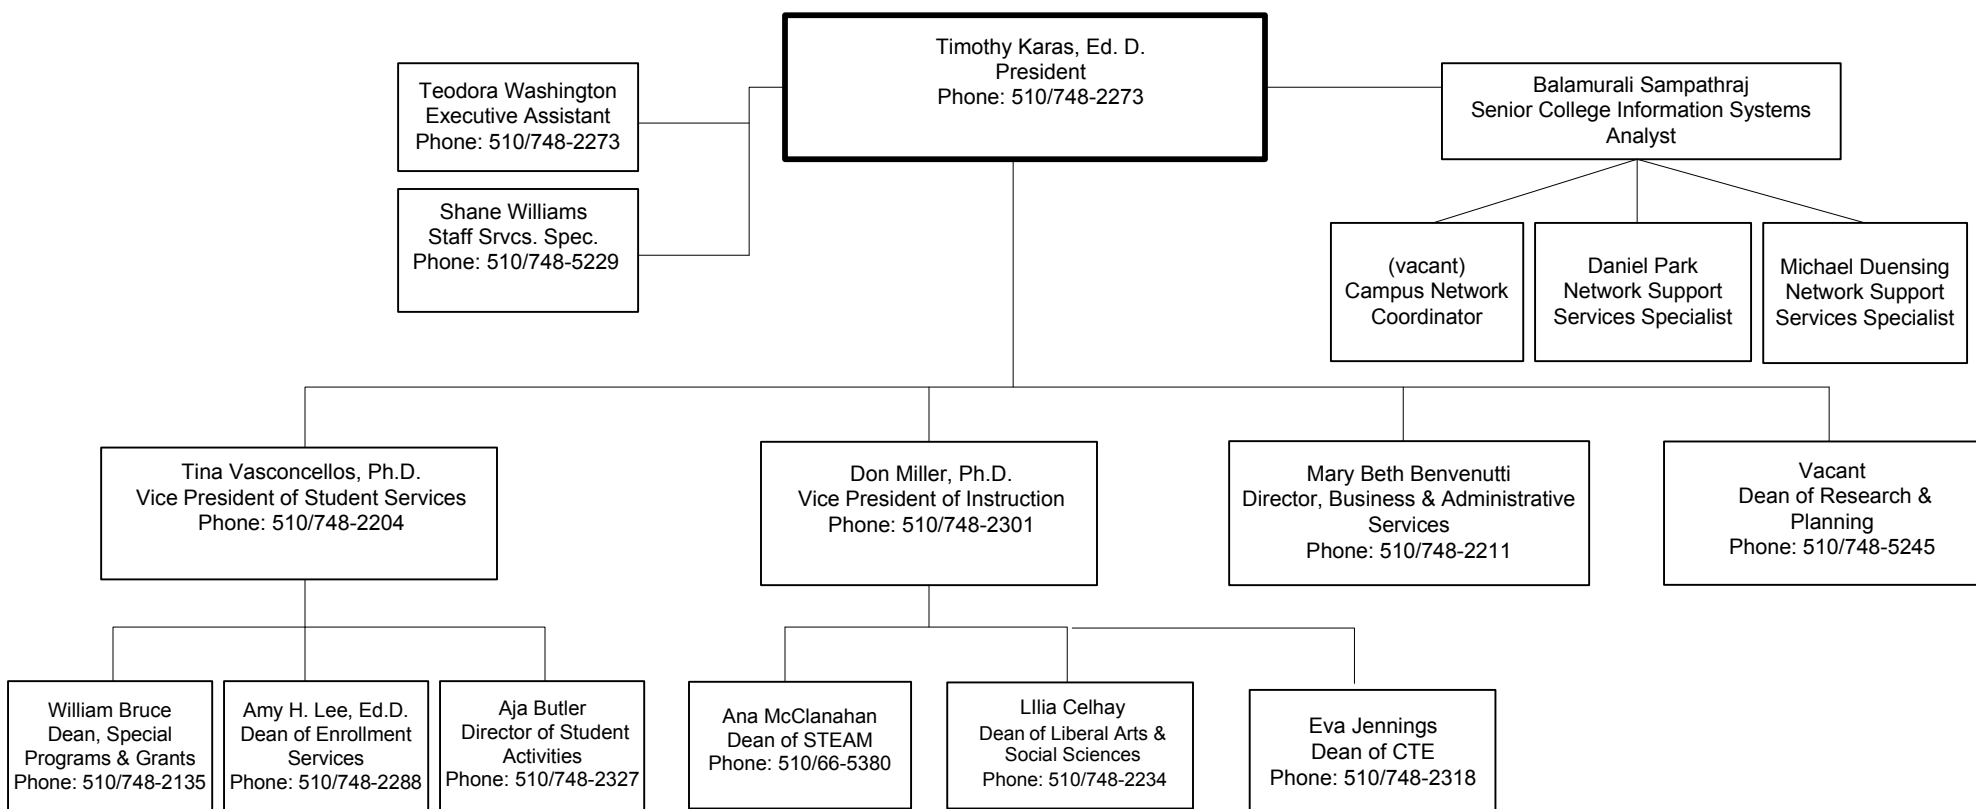 Timothy Karas, Ed. D.
President
Phone: 510/748-2273
Teodora Washington
Executive Assistant
Phone: 510/748-2273
Shane Williams
Staff Srvcs. Spec.
Phone: 510/748-5229
Balamurali Sampathraj
Senior College Information Systems
Analyst
(vacant)
Campus Network
Coordinator
Daniel Park
Network Support
Services Specialist
Michael Duensing
Network Support
Services Specialist
Tina Vasconcellos, Ph.D.
Vice President of Student Services
Phone: 510/748-2204
Don Miller, Ph.D.
Vice President of Instruction
Phone: 510/748-2301
Mary Beth Benvenutti
Director, Business & Administrative
Services
Phone: 510/748-2211
Vacant
Dean of Research &
Planning
Phone: 510/748-5245
William Bruce
Dean, Special
Programs & Grants
Phone: 510/748-2135
Amy H. Lee, Ed.D.
Dean of Enrollment
Services
Phone: 510/748-2288
Aja Butler
Director of Student
Activities
Phone: 510/748-2327
Ana McClanahan
Dean of STEAM
Phone: 510/66-5380
LIlia Celhay
Dean of Liberal Arts &
Social Sciences
Phone: 510/748-2234
Eva Jennings
Dean of CTE
Phone: 510/748-2318